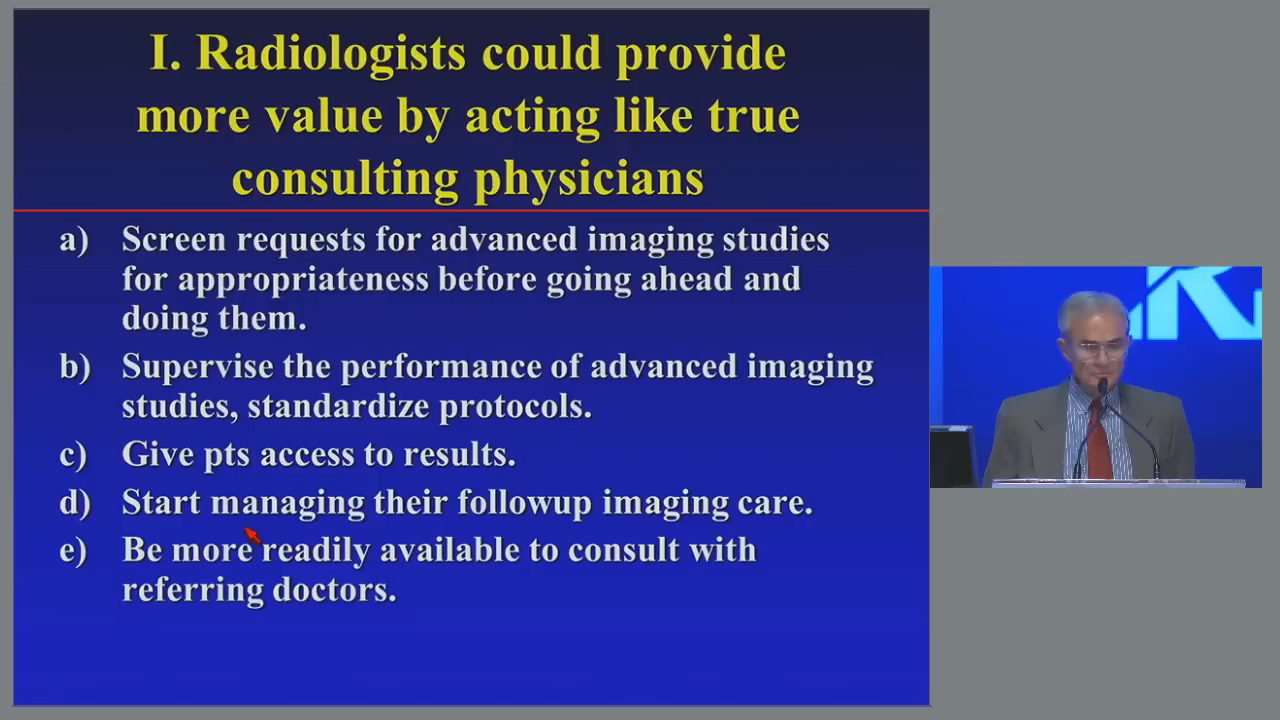 I. Radiologists could provide
more value by acting like true
consulting physicians
a) Screen requests for advanced imaging studies
for appropriateness before going ahead and
doing them.
b) Supervise the performance of advanced imaging
studies, standardize protocols.
c) Give pts access to results.
d) Start managing their followup imaging care.
e) Be more readily available to consult with
referring doctors.